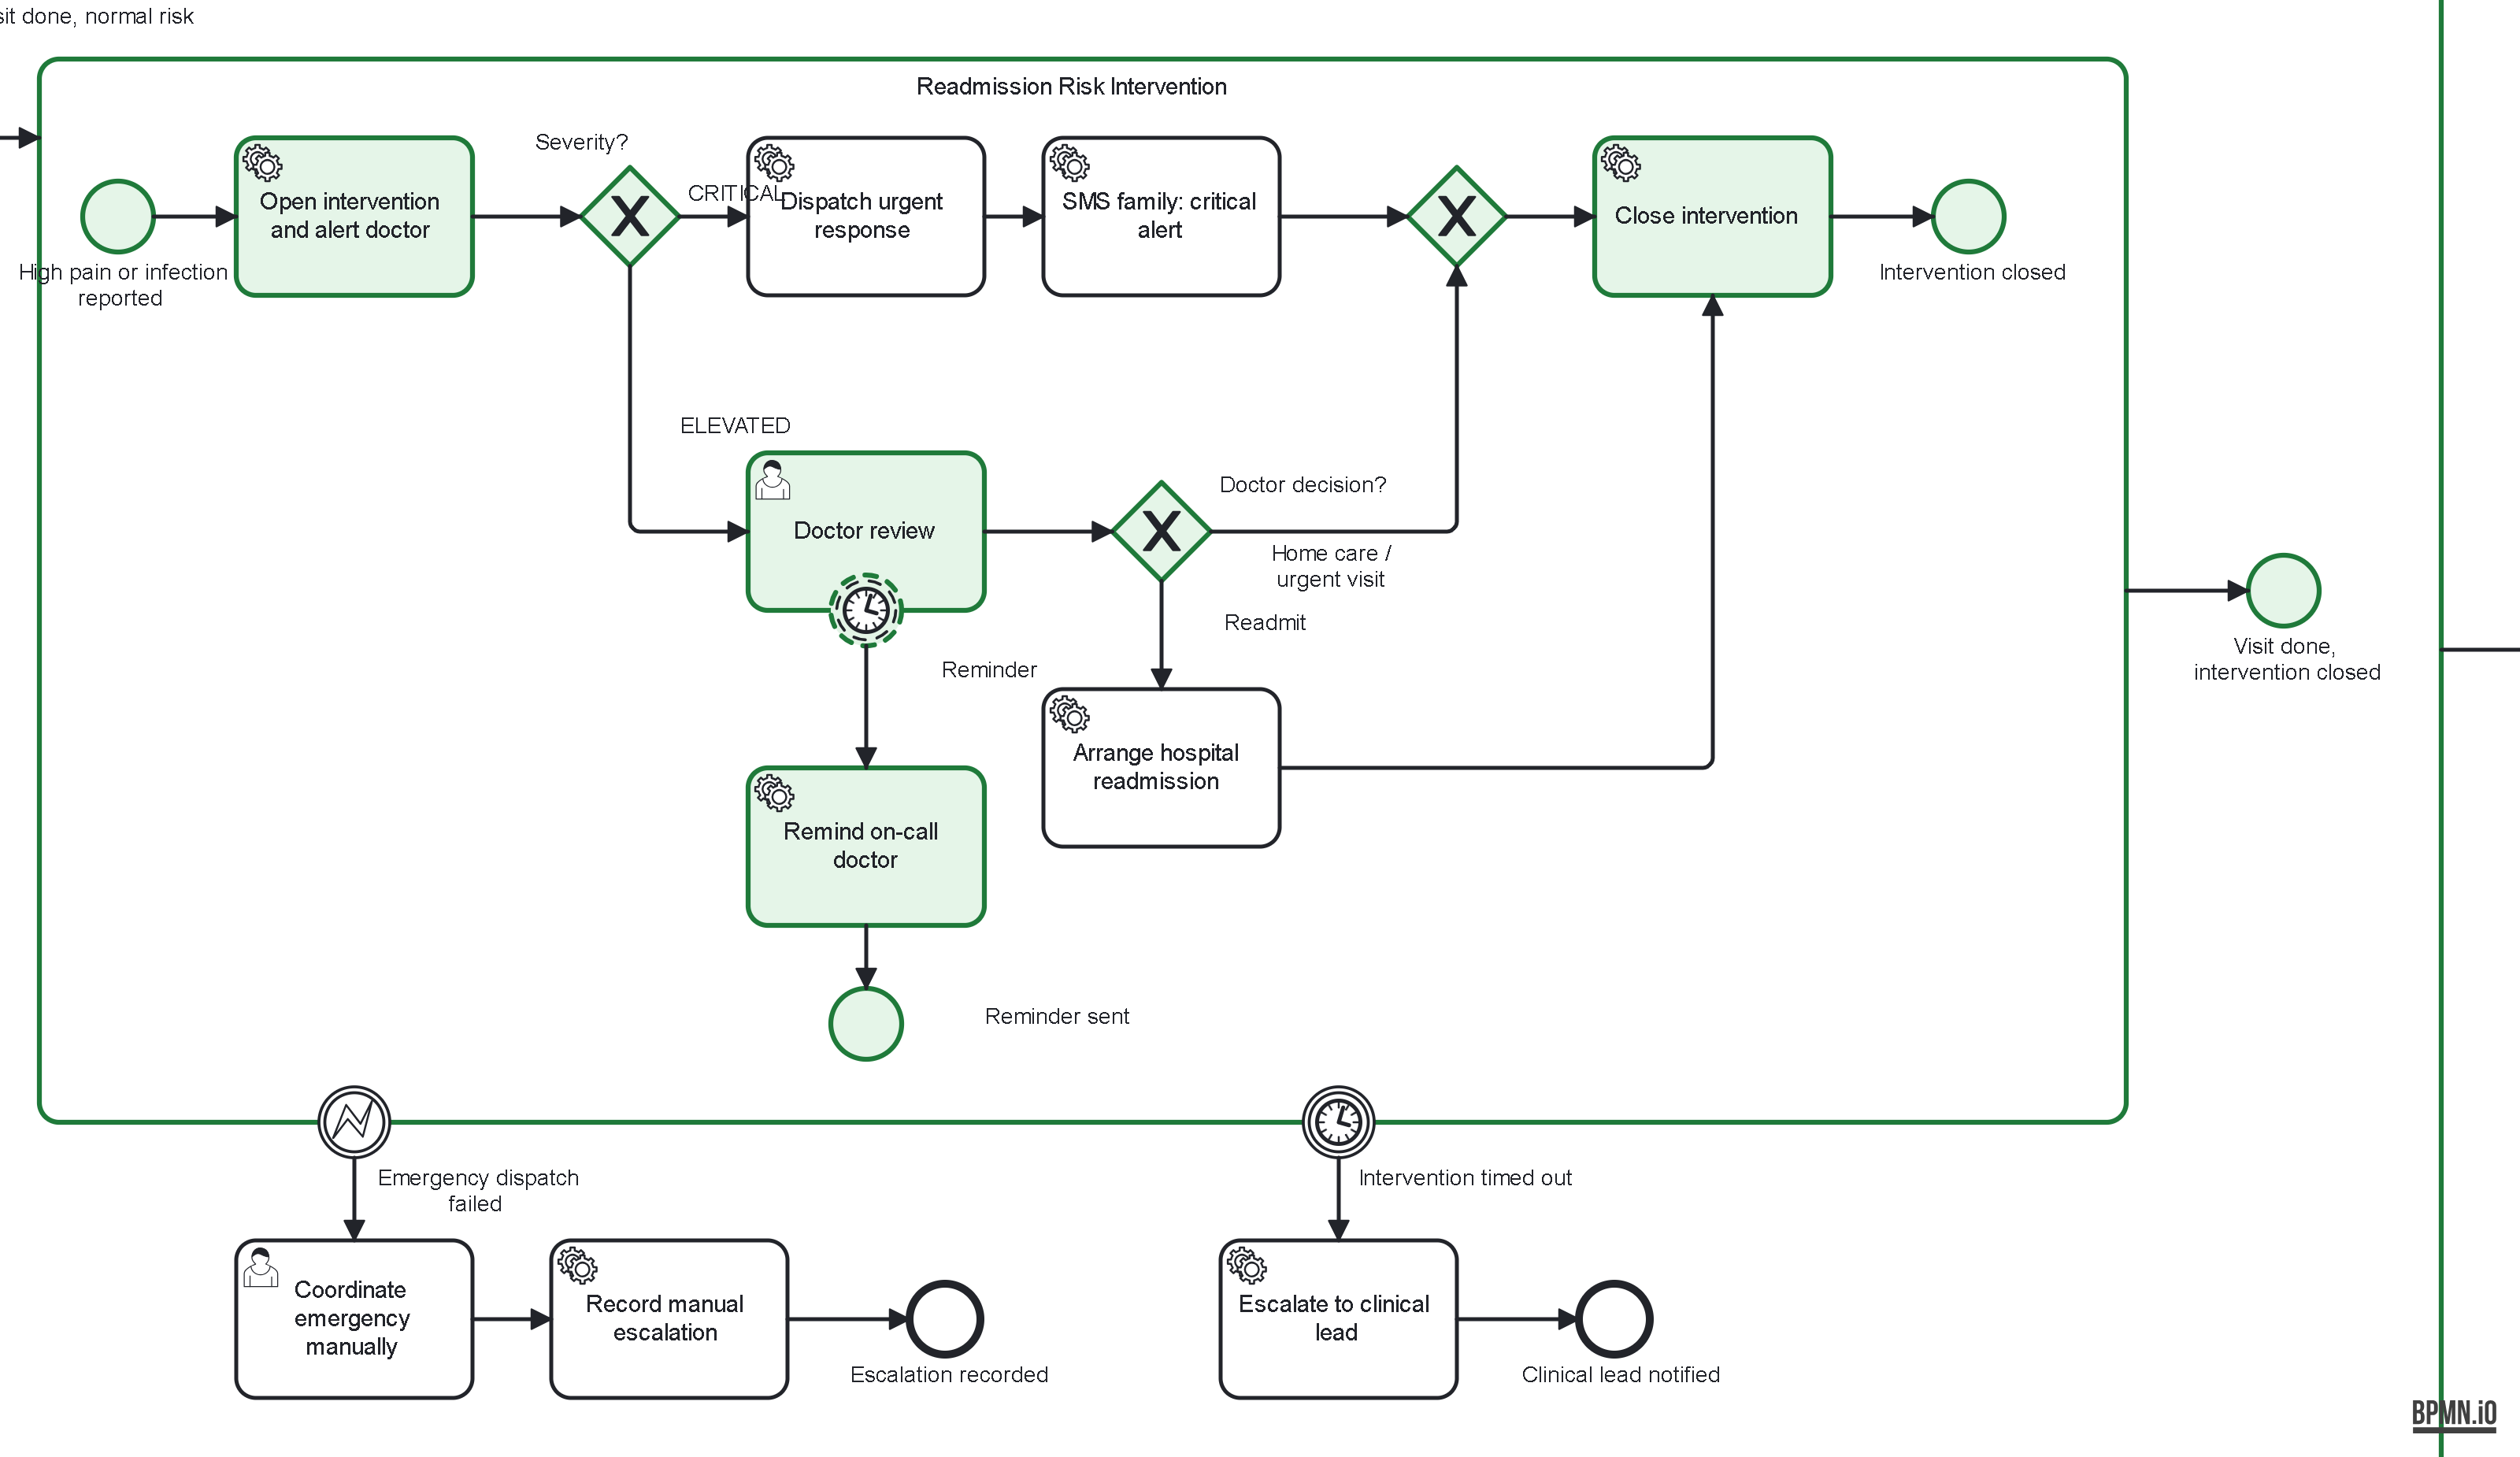 sit done, normal risk
Readmission Risk Intervention
Severity?
CRITICAL
Open intervention
and alert doctor
Dispatch urgent
response
SMS family: critical
alert
Close intervention
High pain or infection
reported
Intervention closed
ELEVATED
Doctor review
Doctor decision?
Home care /
urgent visit
Readmit
Reminder
Visit done,
intervention closed
Arrange hospital
readmission
Remind on-call
doctor
Reminder sent
Emergency dispatch
failed
Intervention timed out
Coordinate
emergency
manually
Record manual
escalation
Escalation recorded
Escalate to clinical
lead
Clinical lead notified
BPMN.iO